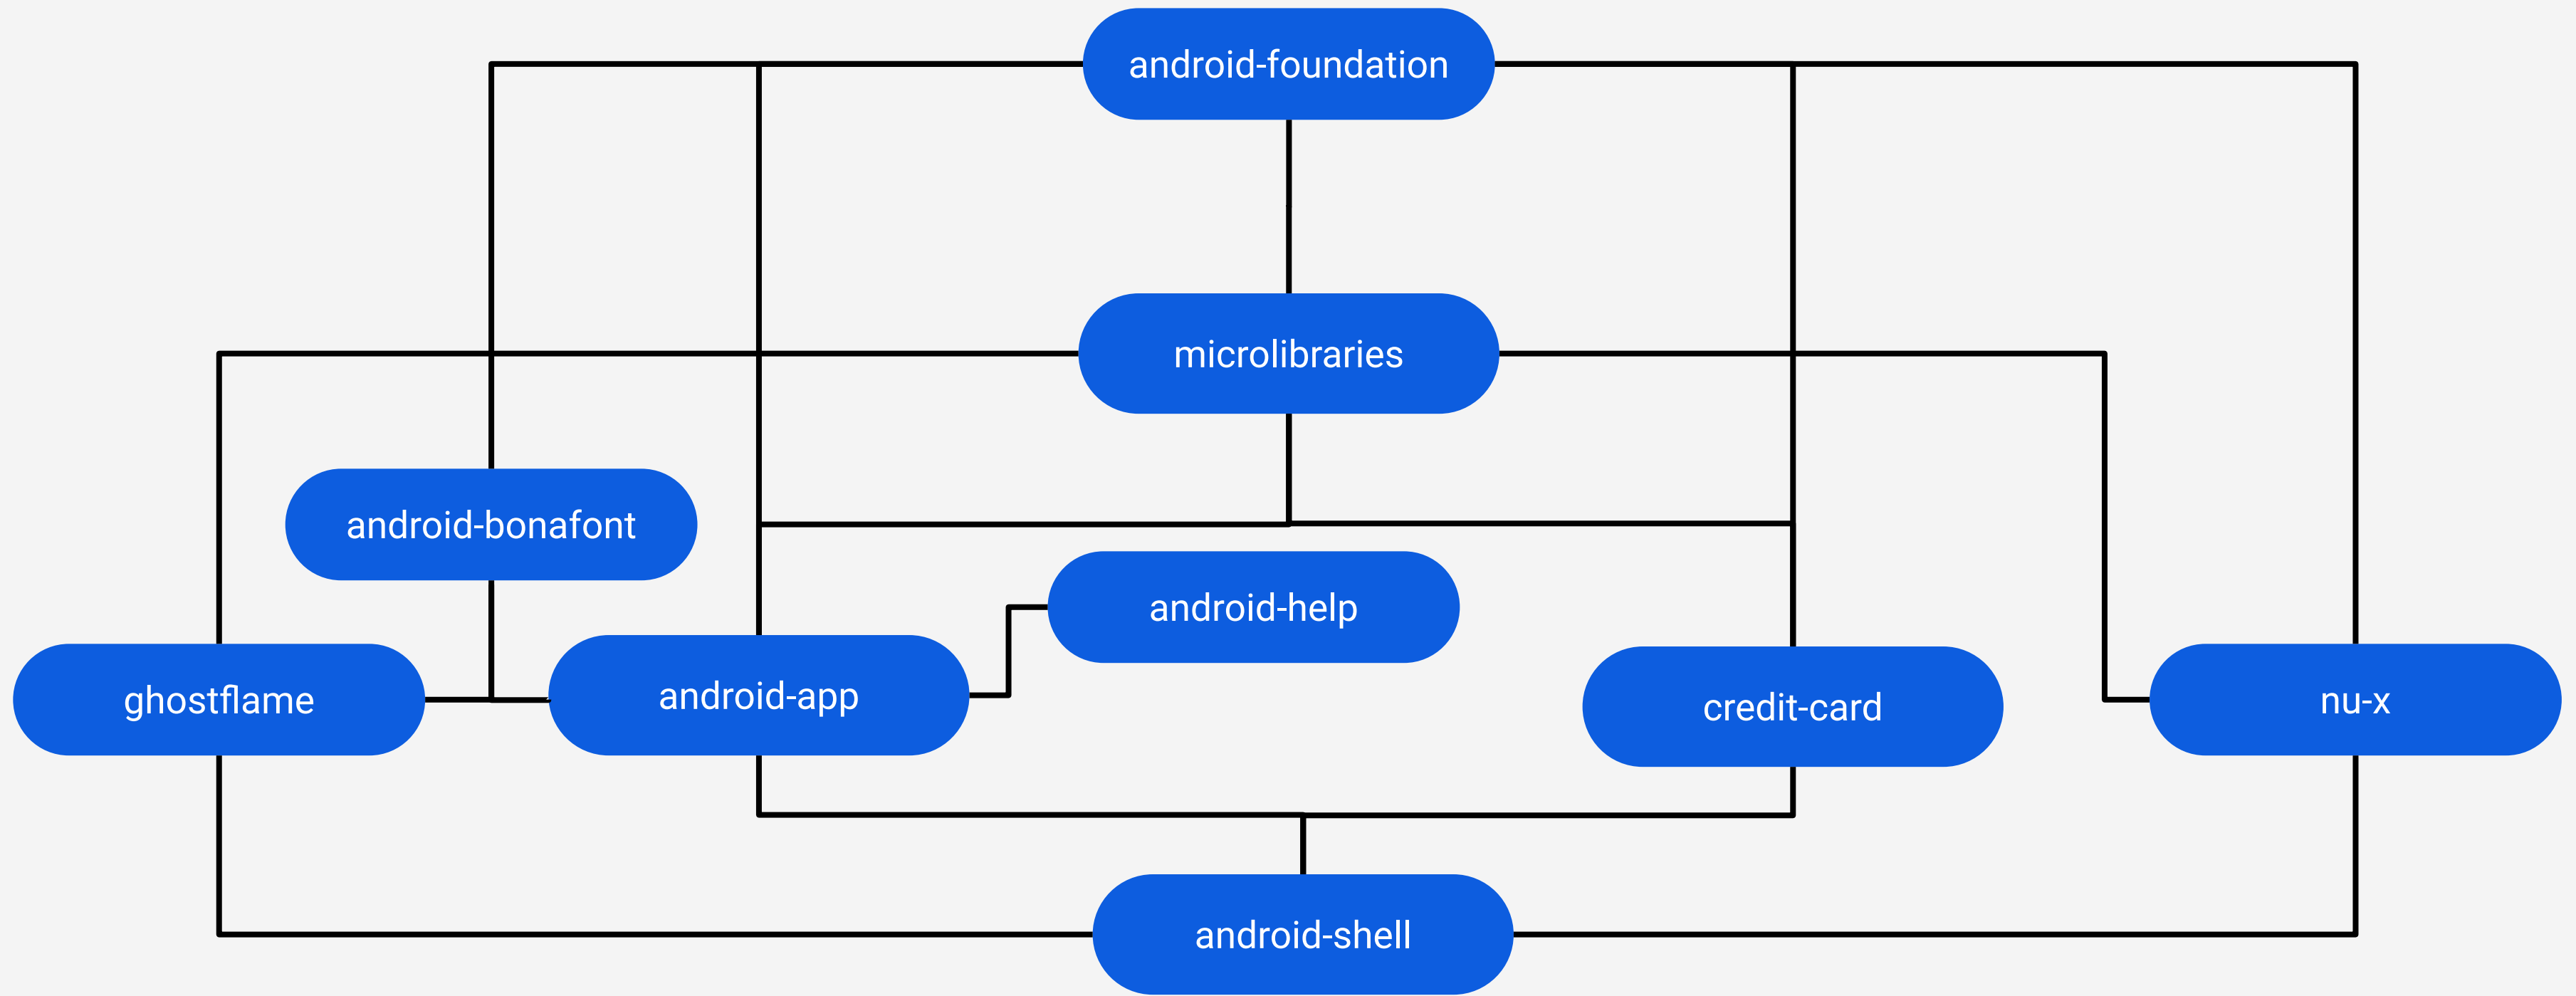 android-foundation
microlibraries
android-bonafont
android-help
ghostflame
android-app
credit-card
nu-x
android-shell